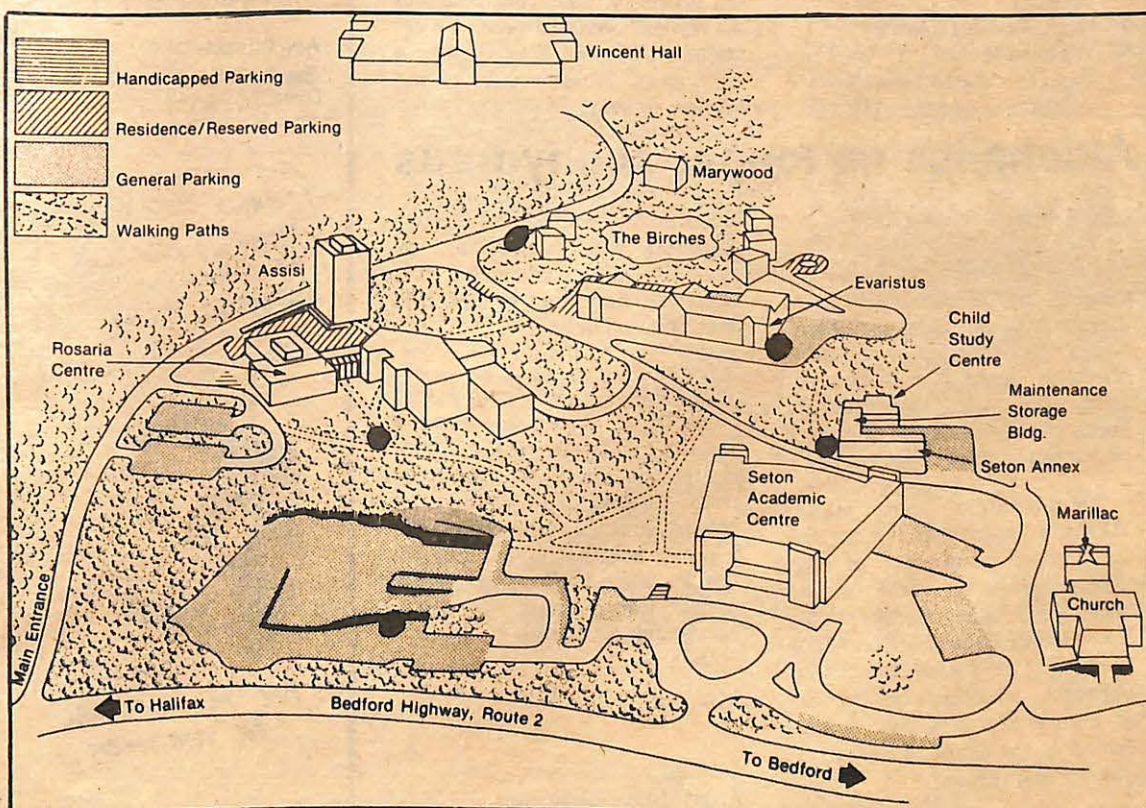 Vincent Hall
Handicapped Parking
Residence/Reserved Parking
General Parking
Walking Paths
Marywood
The Birches
Assisi
Evaristus
Rosaria
Centre
Child
Study
Centre
Maintenance
Storage
Bldg.
Seton Annex
Seton
Academic
Centre
Marillac
Church
Main Entrance
To Halifax
Bedford Highway, Route 2
To Bedford